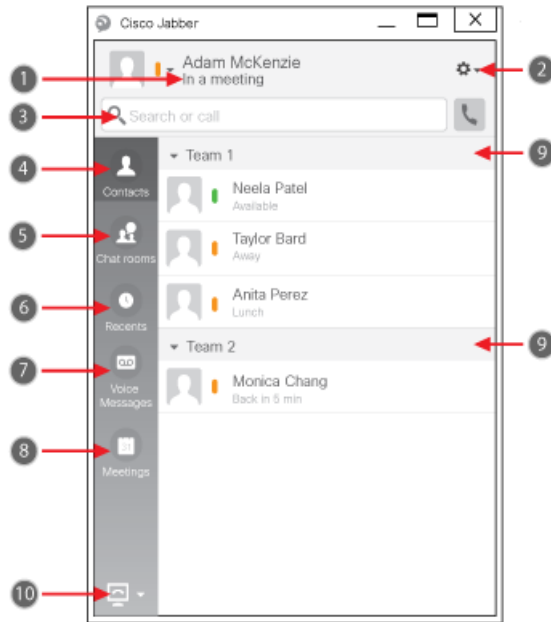 Cisco Jabber
Adam McKenzie
1
In a meeting
2
3
Search or call
4
Contacts
Team 1
9
Neela Patel
Available
5
Chat rooms
Taylor Bard
Away
6
Recents
Anita Perez
Lunch
7
Voice
Messages
Team 2
9
Monica Chang
Back in 5 min
8
31
Meetings
10